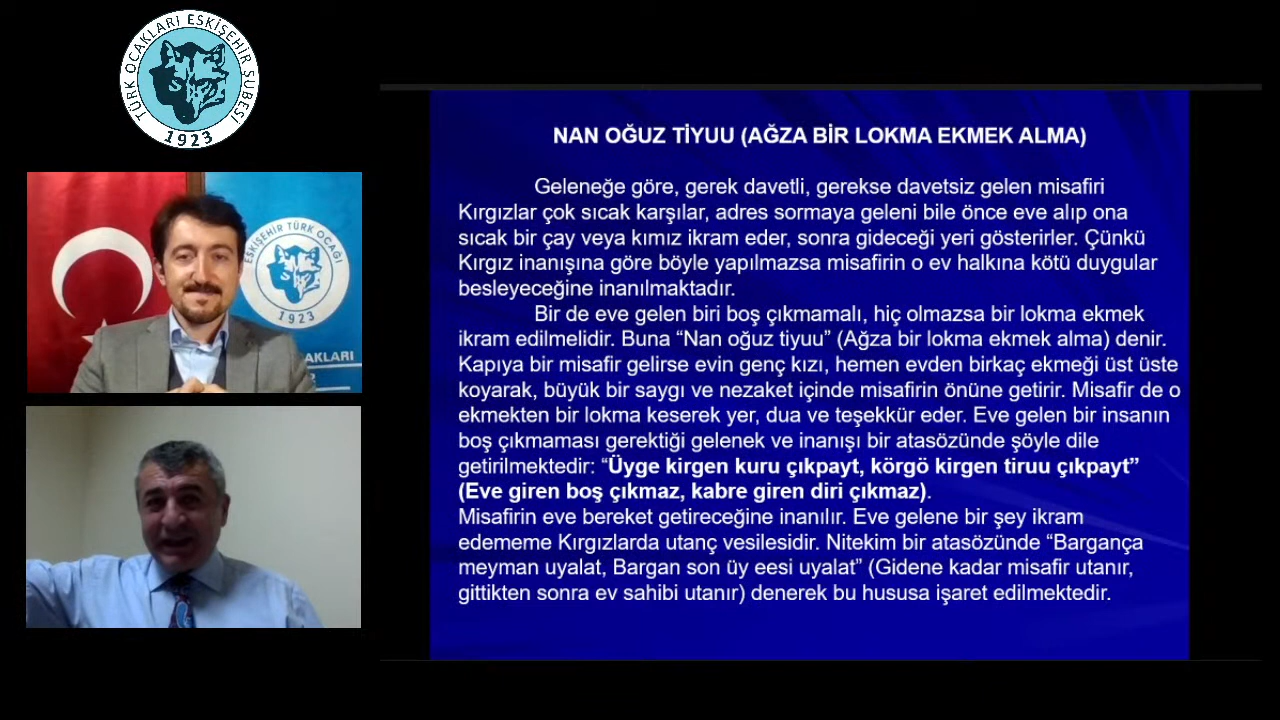 TÜRK OCAKLARI ESKİŞEHİR ŞUBESİ
1923
ESKİŞEHİR TÜRK OCAĞI
1923
CAKLARI
NAN OĞUZ TİYUU (AĞZA BİR LOKMA EKMEK ALMA)
Geleneğe göre, gerek davetli, gerekse davetsiz gelen misafiri
Kırgızlar çok sıcak karşılar, adres sormaya geleni bile önce eve alıp ona
sıcak bir çay veya kımız ikram eder, sonra gideceği yeri gösterirler. Çünkü
Kırgız inanışına göre böyle yapılmazsa misafirin o ev halkına kötü duygular
besleyeceğine inanılmaktadır.
Bir de eve gelen biri boş çıkmamalı, hiç olmazsa bir lokma ekmek
ikram edilmelidir. Buna “Nan oğuz tiyuu” (Ağza bir lokma ekmek alma) denir.
Kapıya bir misafir gelirse evin genç kızı, hemen evden birkaç ekmeği üst üste
koyarak, büyük bir saygı ve nezaket içinde misafirin önüne getirir. Misafir de o
ekmekten bir lokma keserek yer, dua ve teşekkür eder. Eve gelen bir insanın
boş çıkmaması gerektiği gelenek ve inanışı bir atasözünde şöyle dile
getirilmektedir: “Üyge kirgen kuru çıkpayt, körgö kirgen tiruu çıkpayt”
(Eve giren boş çıkmaz, kabre giren diri çıkmaz).
Misafirin eve bereket getireceğine inanılır. Eve gelene bir şey ikram
edememe Kırgızlarda utanç vesilesidir. Nitekim bir atasözünde “Bargança
meyman uyalat, Bargan son üy eesi uyalat” (Gidene kadar misafir utanır,
gittikten sonra ev sahibi utanır) denerek bu hususa işaret edilmektedir.